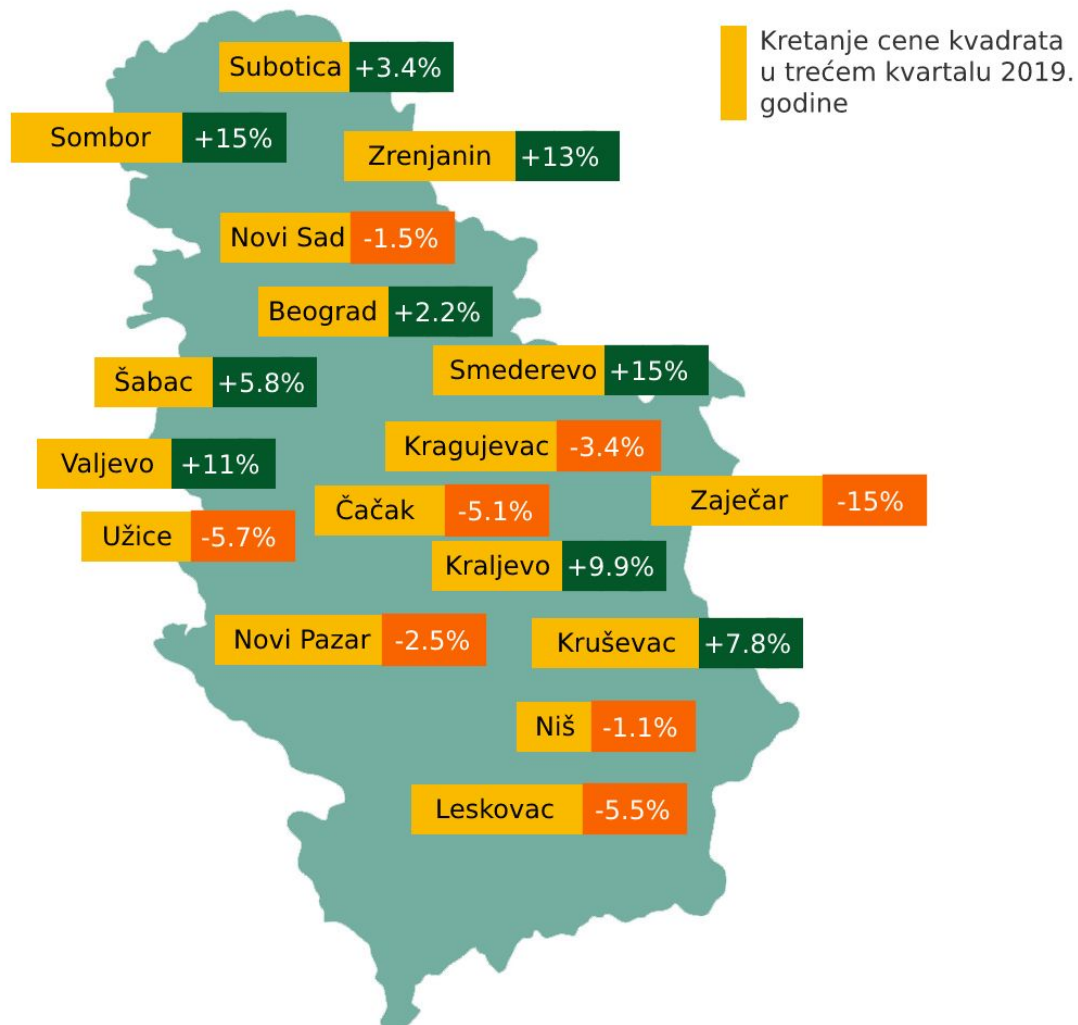 Kretanje cene kvadrata
u trećem kvartalu 2019.
godine
Subotica +3.4%
Sombor +15%
Zrenjanin +13%
Novi Sad -1.5%
Beograd +2.2%
Smederevo +15%
Šabac +5.8%
Kragujevac -3.4%
Valjevo +11%
Zaječar -15%
Čačak -5.1%
Užice -5.7%
Kraljevo +9.9%
Novi Pazar -2.5%
Kruševac +7.8%
Niš -1.1%
Leskovac -5.5%